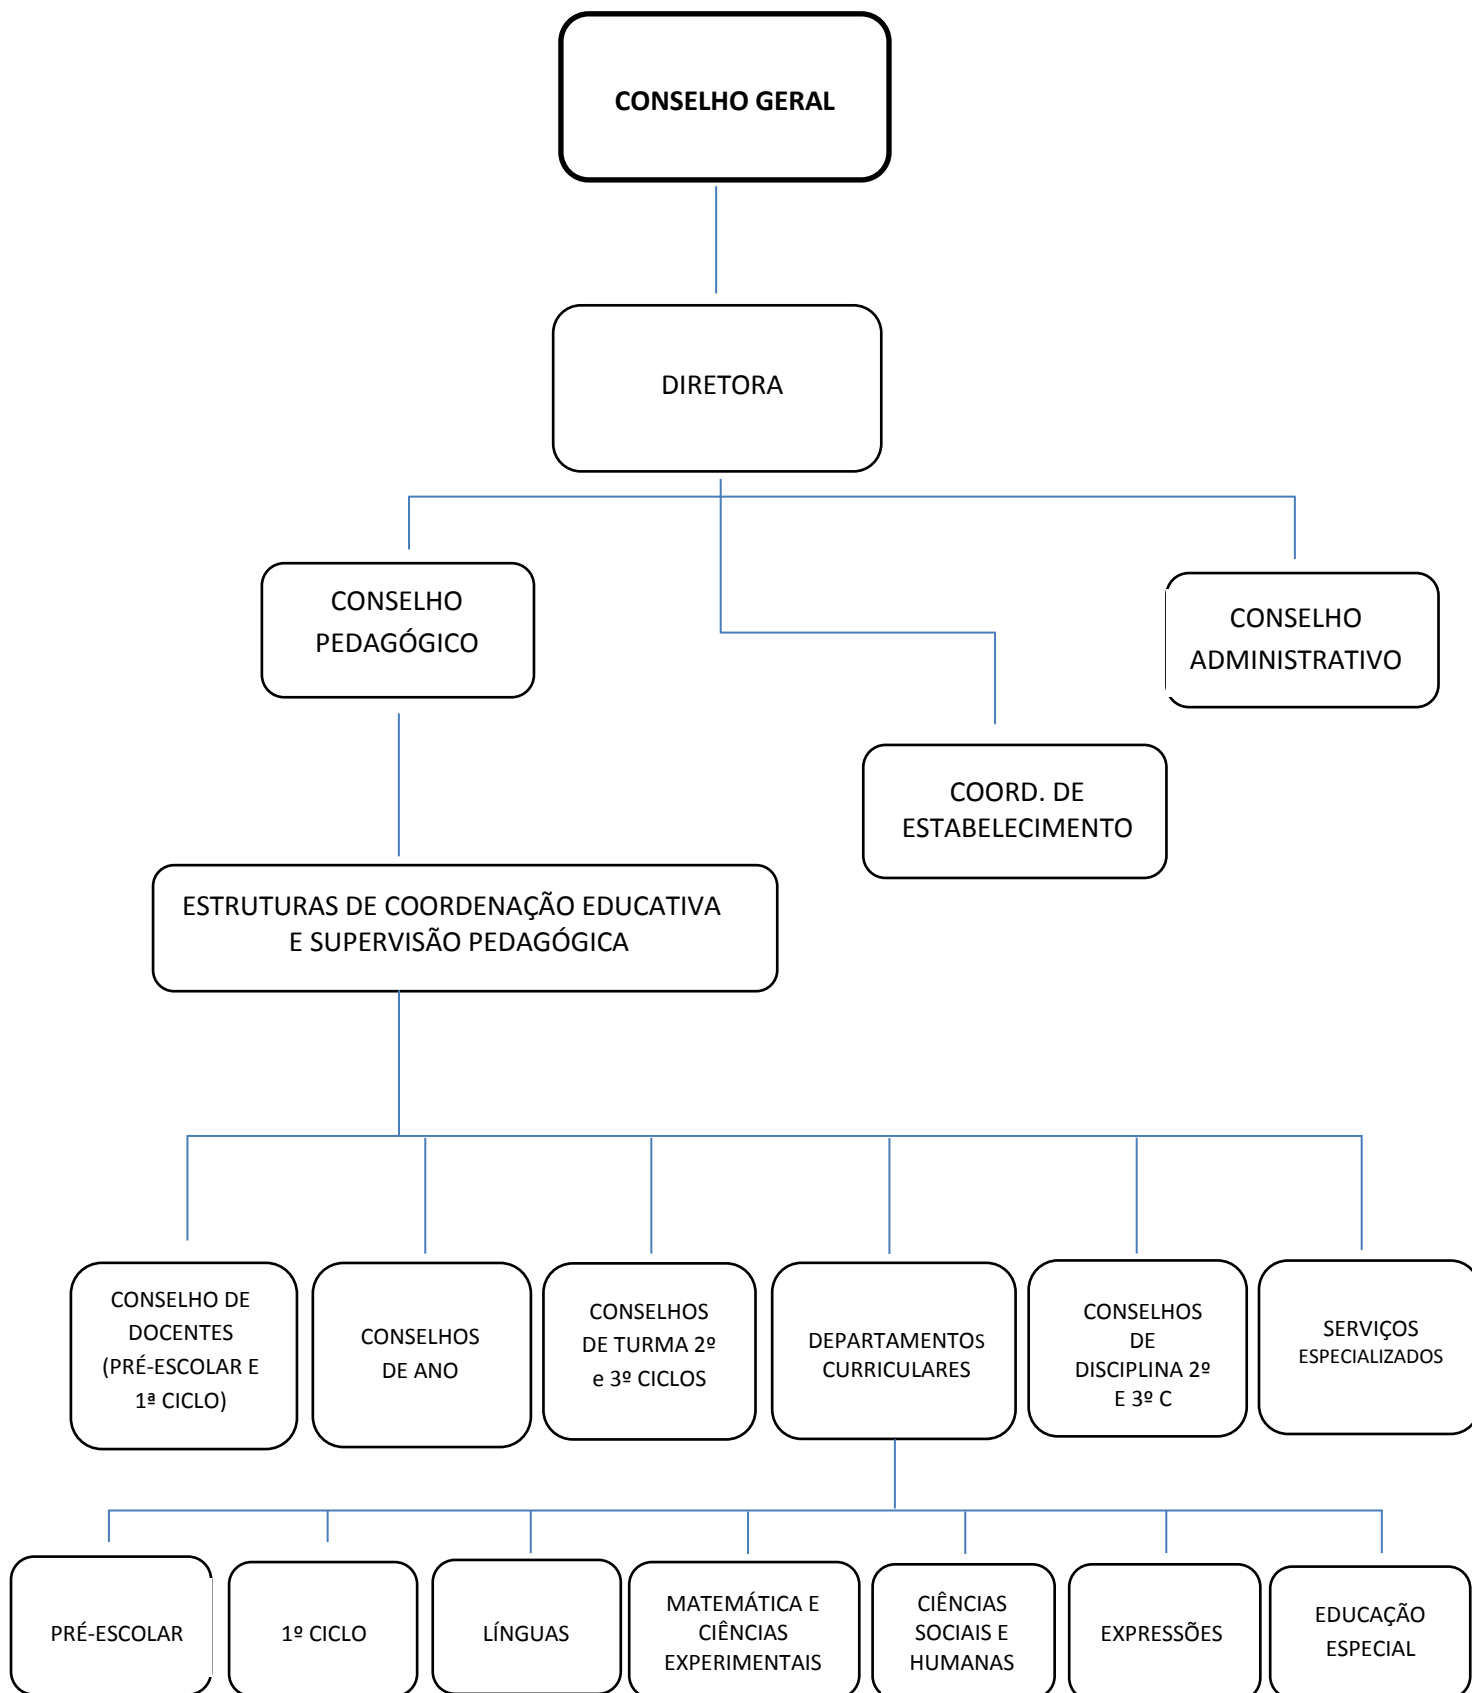 CONSELHO GERAL
DIRETORA
CONSELHO
PEDAGÓGICO
CONSELHO
ADMINISTRATIVO
COORD. DE
ESTABELECIMENTO
ESTRUTURAS DE COORDENAÇÃO EDUCATIVA
E SUPERVISÃO PEDAGÓGICA
CONSELHO DE
DOCENTES
(PRÉ-ESCOLAR E
1ª CICLO)
CONSELHOS
DE ANO
CONSELHOS
DE TURMA 2º
e 3º CICLOS
DEPARTAMENTOS
CURRICULARES
CONSELHOS
DE
DISCIPLINA 2º
E 3º C
SERVIÇOS
ESPECIALIZADOS
PRÉ-ESCOLAR
1º CICLO
LÍNGUAS
MATEMÁTICA E
CIÊNCIAS
EXPERIMENTAIS
CIÊNCIAS
SOCIAIS E
HUMANAS
EXPRESSÕES
EDUCAÇÃO
ESPECIAL